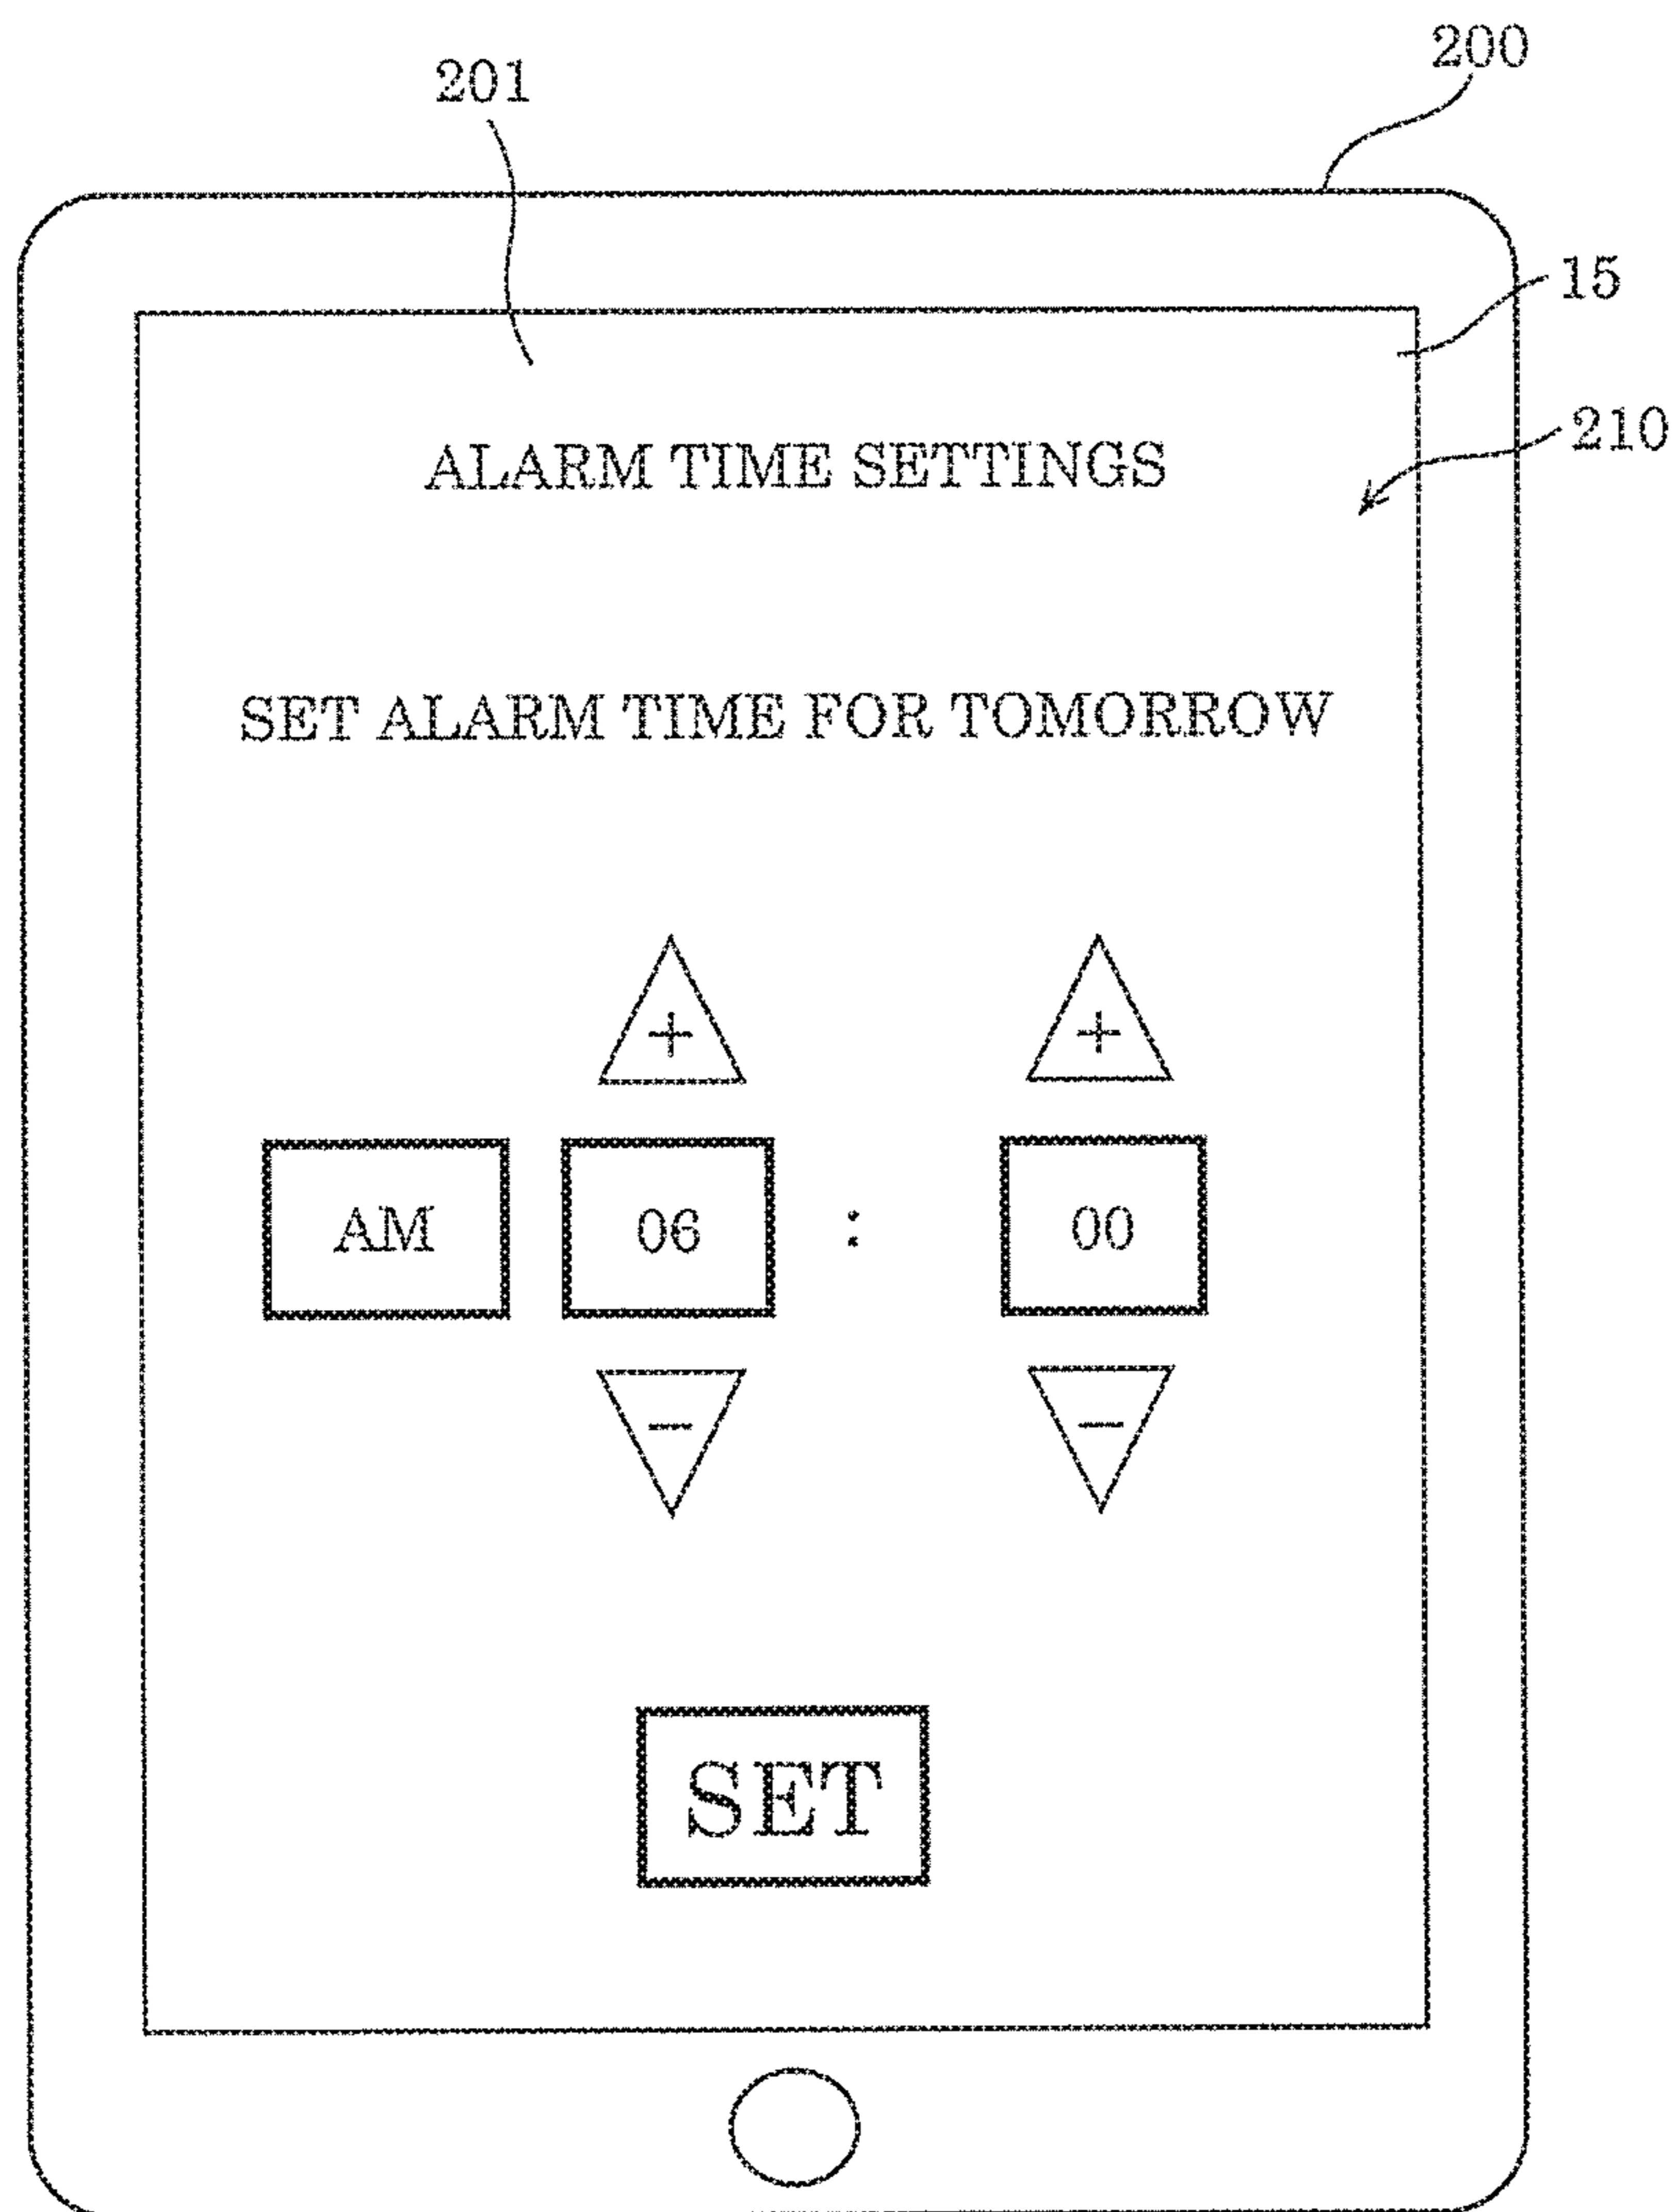 200
201
15
ALARM TIME SETTINGS
210
SET ALARM TIME FOR TOMORROW
+ +
AM 06 : 00
− −
SET